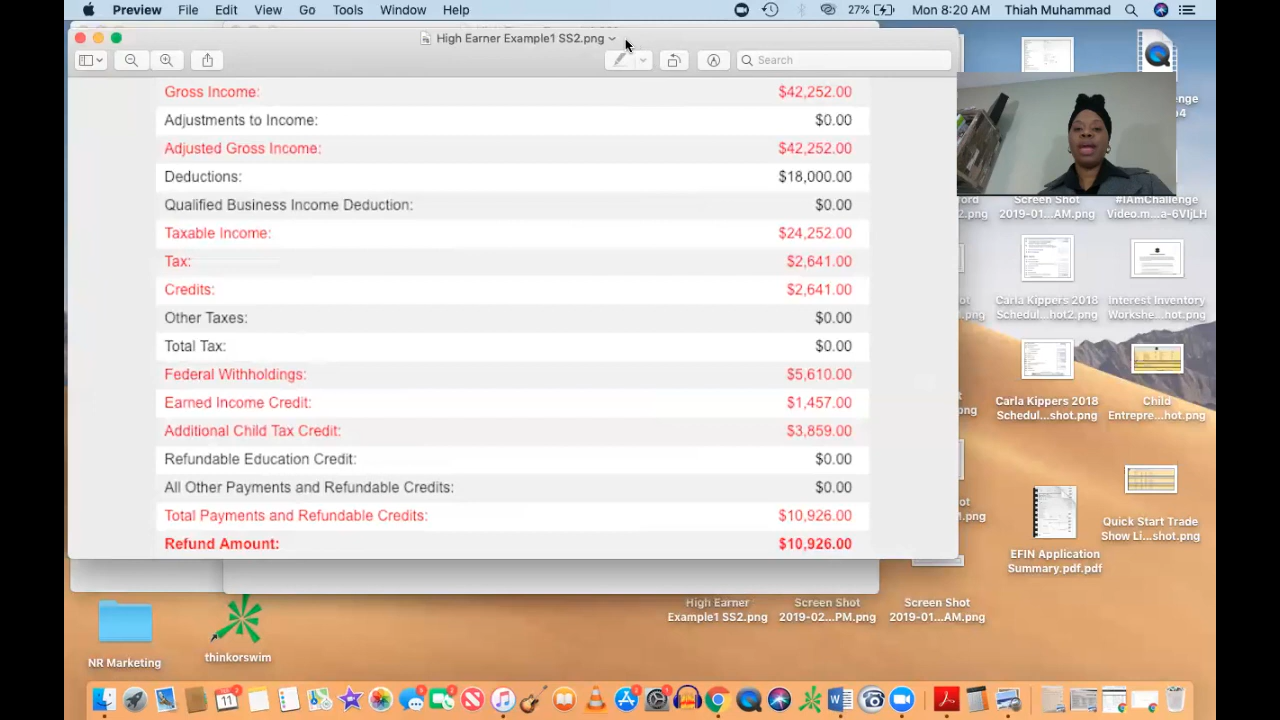 Preview File Edit View Go Tools Window Help 27% Mon 8:20 AM Thiah Muhammad
High Earner Example1 SS2.png
Search
Gross Income: $42,252.00
Adjustments to Income: $0.00
Adjusted Gross Income: $42,252.00
Deductions: $18,000.00
Qualified Business Income Deduction: $0.00
Taxable Income: $24,252.00
Tax: $2,641.00
Credits: $2,641.00
Other Taxes: $0.00
Total Tax: $0.00
Federal Withholdings: $5,610.00
Earned Income Credit: $1,457.00
Additional Child Tax Credit: $3,859.00
Refundable Education Credit: $0.00
All Other Payments and Refundable Credits: $0.00
Total Payments and Refundable Credits: $10,926.00
Refund Amount: $10,926.00
Screen Shot
2019-01...AM.png
#IAmChallenge
Video.m...a-6VIjLH
Carla Kippers 2018
Schedul...hot2.png
Interest Inventory
Workshe...hot.png
Carla Kippers 2018
Schedul...shot.png
Child
Entrepre...hot.png
EFIN Application
Summary.pdf.pdf
Quick Start Trade
Show Li...shot.png
High Earner
Example1 SS2.png
Screen Shot
2019-02...PM.png
Screen Shot
2019-01...AM.png
NR Marketing
thinkorswim